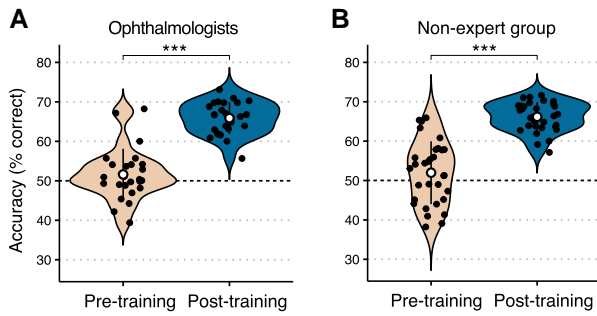 A
Ophthalmologists
***
Accuracy (% correct)
80
70
60
50
40
30
Pre-training
Post-training
B
Non-expert group
***
80
70
60
50
40
30
Pre-training
Post-training